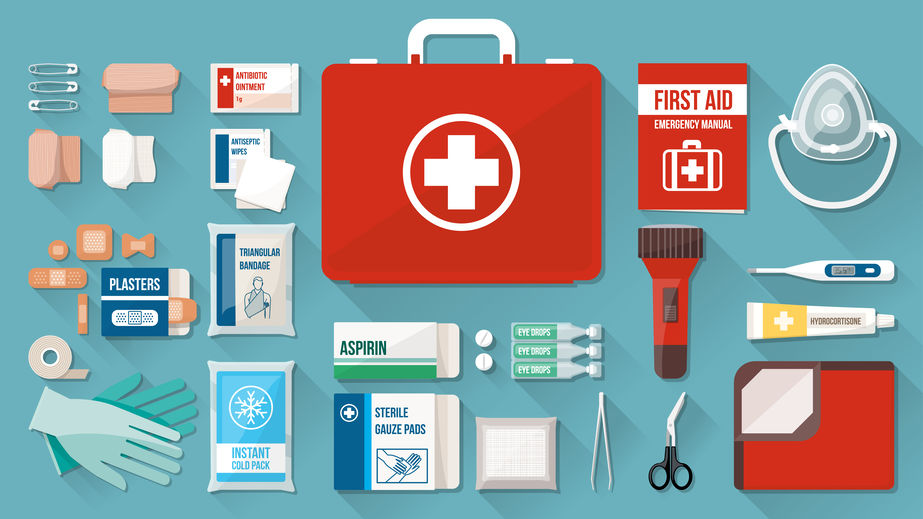 ANTIBIOTIC
OINTMENT
1g
ANTISEPTIC
WIPES
TRIANGULAR
BANDAGE
PLASTERS
INSTANT
COLD PACK
ASPIRIN
STERILE
GAUZE PADS
EYE DROPS
EYE DROPS
EYE DROPS
FIRST AID
EMERGENCY MANUAL
HYDROCORTISONE